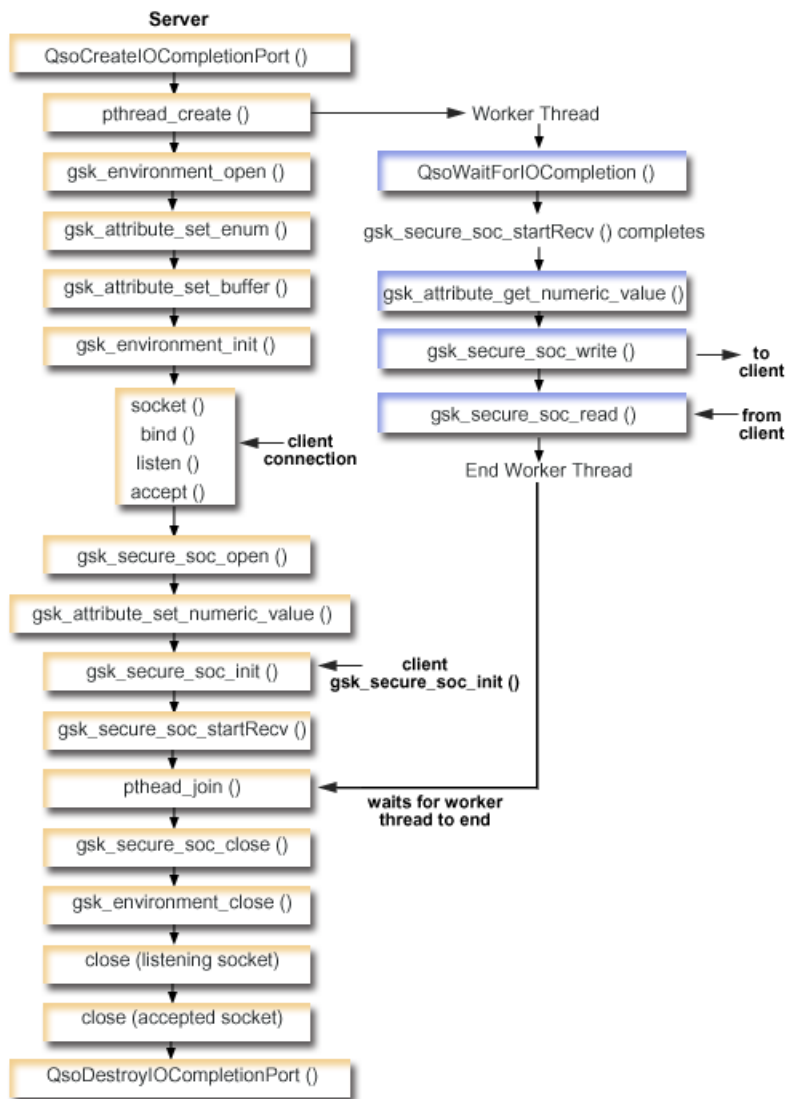 Server
QsoCreateIOCompletionPort ()
pthread_create ()
Worker Thread
gsk_environment_open ()
QsoWaitForIOCompletion ()
gsk_attribute_set_enum ()
gsk_secure_soc_startRecv () completes
gsk_attribute_set_buffer ()
gsk_attribute_get_numeric_value ()
gsk_environment_init ()
gsk_secure_soc_write ()
to
client
socket ()
bind ()
listen ()
accept ()
client
connection
gsk_secure_soc_read ()
from
client
End Worker Thread
gsk_secure_soc_open ()
gsk_attribute_set_numeric_value ()
gsk_secure_soc_init ()
client
gsk_secure_soc_init ()
gsk_secure_soc_startRecv ()
pthead_join ()
waits for worker
thread to end
gsk_secure_soc_close ()
gsk_environment_close ()
close (listening socket)
close (accepted socket)
QsoDestroyIOCompletionPort ()